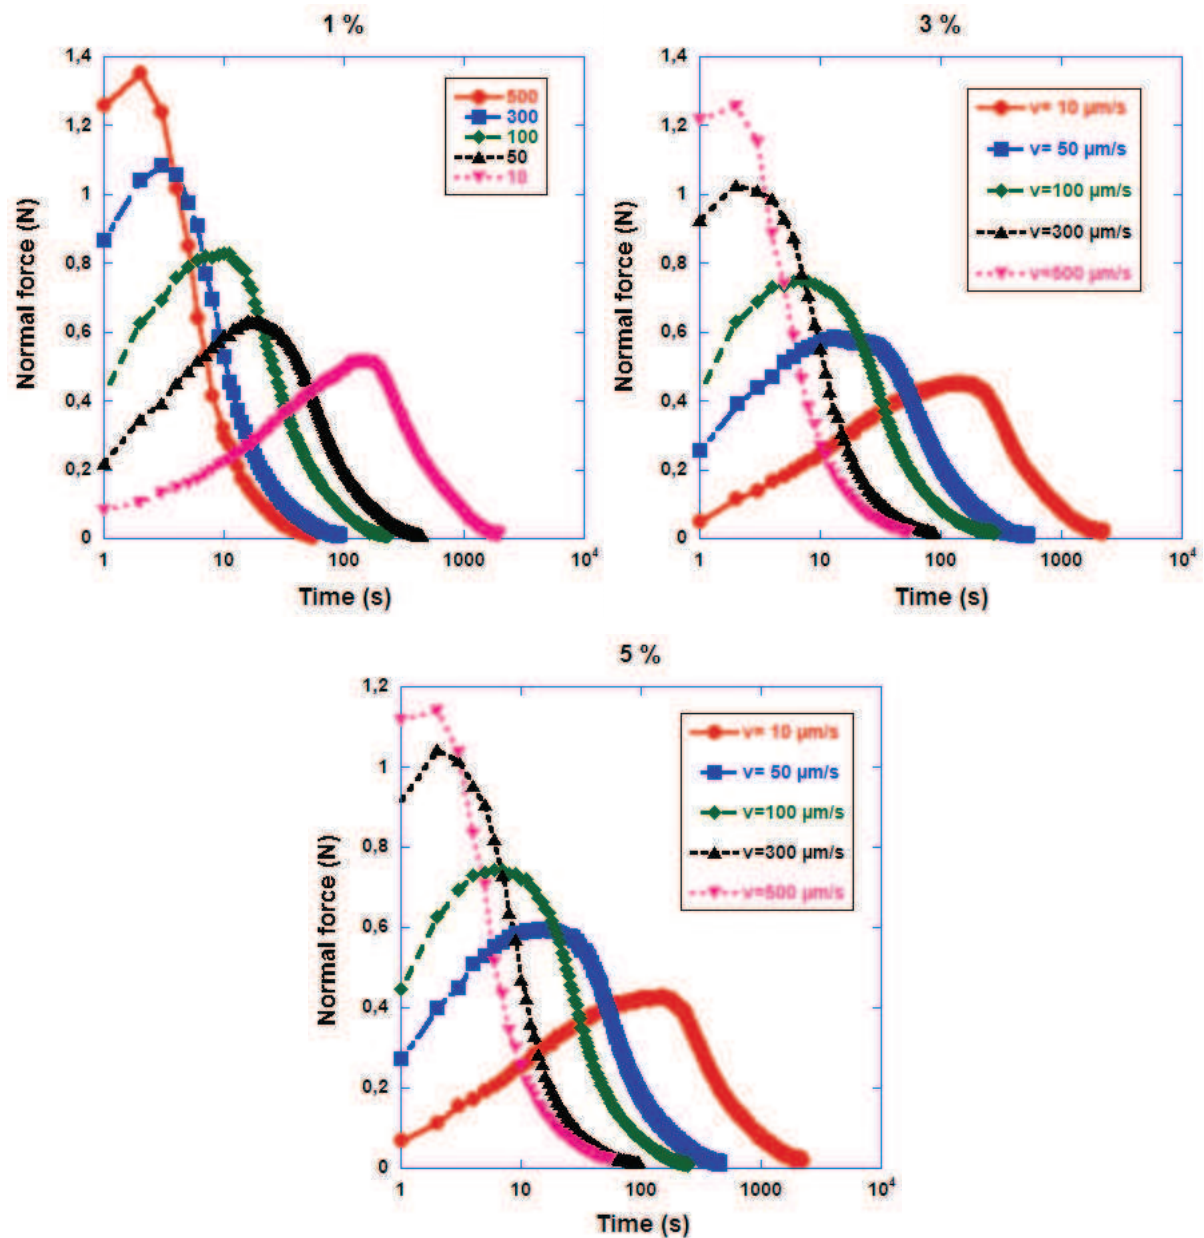 1 %
1,4
1,2
1
0,8
0,6
0,4
0,2
0
Normal force (N)
500
300
100
50
10
1
10
100
1000
10⁴
Time (s)
3 %
1,4
1,2
1
0,8
0,6
0,4
0,2
0
Normal force (N)
v= 10 µm/s
v= 50 µm/s
v=100 µm/s
v=300 µm/s
v=500 µm/s
1
10
100
1000
10⁴
Time (s)
5 %
1,2
1
0,8
0,6
0,4
0,2
0
Normal force (N)
v= 10 µm/s
v= 50 µm/s
v=100 µm/s
v=300 µm/s
v=500 µm/s
1
10
100
1000
10⁴
Time (s)